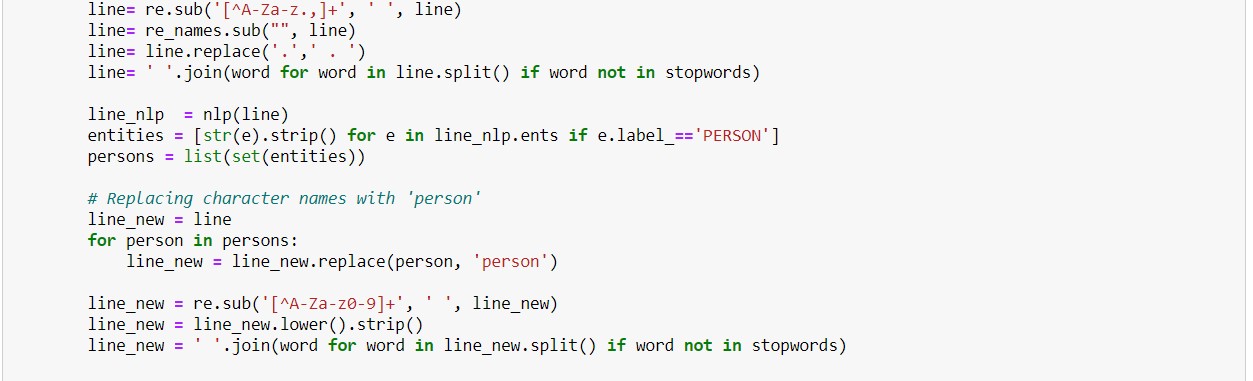 line= re.sub('[^A-Za-z.,]+', ' ', line)
line= re_names.sub("", line)
line= line.replace('.',' . ')
line= ' '.join(word for word in line.split() if word not in stopwords)
line_nlp  = nlp(line)
entities = [str(e).strip() for e in line_nlp.ents if e.label_=='PERSON']
persons = list(set(entities))
# Replacing character names with 'person'
line_new = line
for person in persons:
    line_new = line_new.replace(person, 'person')
line_new = re.sub('[^A-Za-z0-9]+', ' ', line_new)
line_new = line_new.lower().strip()
line_new = ' '.join(word for word in line_new.split() if word not in stopwords)